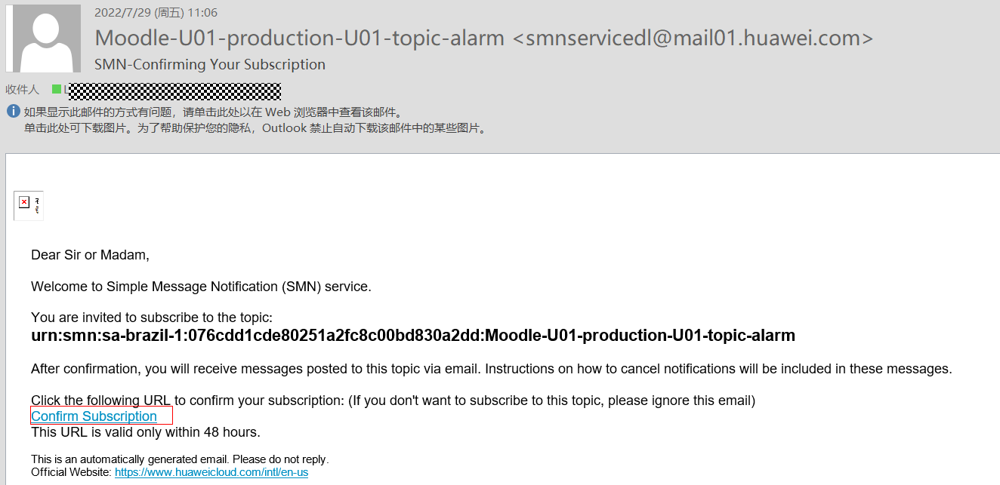 2022/7/29 (周五) 11:06
Moodle-U01-production-U01-topic-alarm <smnservicedl@mail01.huawei.com>
SMN-Confirming Your Subscription
收件人
如果显示此邮件的方式有问题，请单击此处以在 Web 浏览器中查看该邮件。
单击此处可下载图片。为了帮助保护您的隐私，Outlook 禁止自动下载该邮件中的某些图片。
Dear Sir or Madam,
Welcome to Simple Message Notification (SMN) service.
You are invited to subscribe to the topic:
urn:smn:sa-brazil-1:076cdd1cde80251a2fc8c00bd830a2dd:Moodle-U01-production-U01-topic-alarm
After confirmation, you will receive messages posted to this topic via email. Instructions on how to cancel notifications will be included in these messages.
Click the following URL to confirm your subscription: (If you don't want to subscribe to this topic, please ignore this email)
Confirm Subscription
This URL is valid only within 48 hours.
This is an automatically generated email. Please do not reply.
Official Website: https://www.huaweicloud.com/intl/en-us